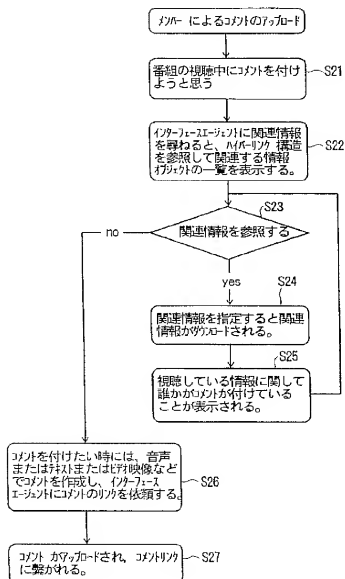 メンバーによるコメントのアップロード
番組の視聴中にコメントを付け
ようと思う
S21
インターフェースエージェントに関連情報
を尋ねると、ハイパーリンク構造
を参照して関連する情報
オブジェクトの一覧を表示する。
S22
S23
関連情報を参照する
no
yes
S24
関連情報を指定すると関連
情報がダウンロードされる。
S25
視聴している情報に関して
誰かがコメントが付けている
ことが表示される。
コメントを付けたい時には、音声
またはテキストまたはビデオ映像など
でコメントを作成し、インターフェース
エージェントにコメントのリンクを依頼する。
S26
コメントがアップロードされ、コメントリンク
に繋がれる。
S27